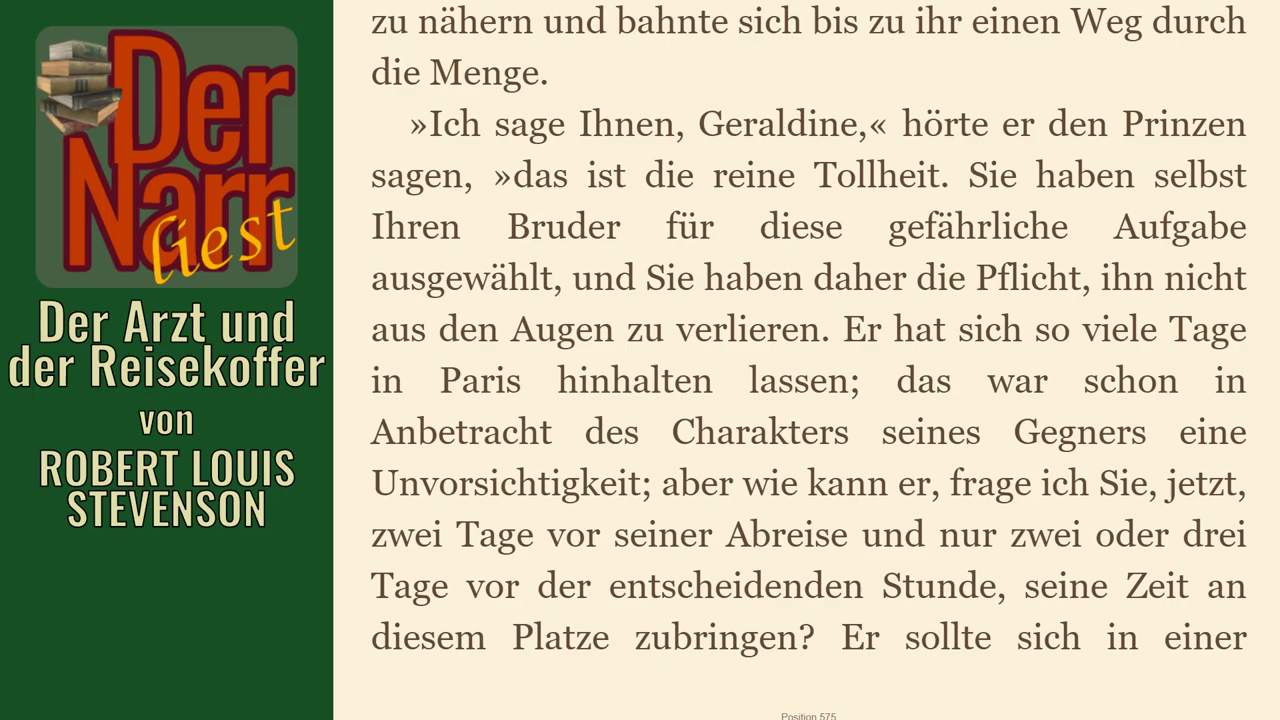 Der
Narr
liest
Der Arzt und
der Reisekoffer
von
ROBERT LOUIS
STEVENSON
zu nähern und bahnte sich bis zu ihr einen Weg durch
die Menge.
»Ich sage Ihnen, Geraldine,« hörte er den Prinzen
sagen, »das ist die reine Tollheit. Sie haben selbst
Ihren Bruder für diese gefährliche Aufgabe
ausgewählt, und Sie haben daher die Pflicht, ihn nicht
aus den Augen zu verlieren. Er hat sich so viele Tage
in Paris hinhalten lassen; das war schon in
Anbetracht des Charakters seines Gegners eine
Unvorsichtigkeit; aber wie kann er, frage ich Sie, jetzt,
zwei Tage vor seiner Abreise und nur zwei oder drei
Tage vor der entscheidenden Stunde, seine Zeit an
diesem Platze zubringen? Er sollte sich in einer
Position 575